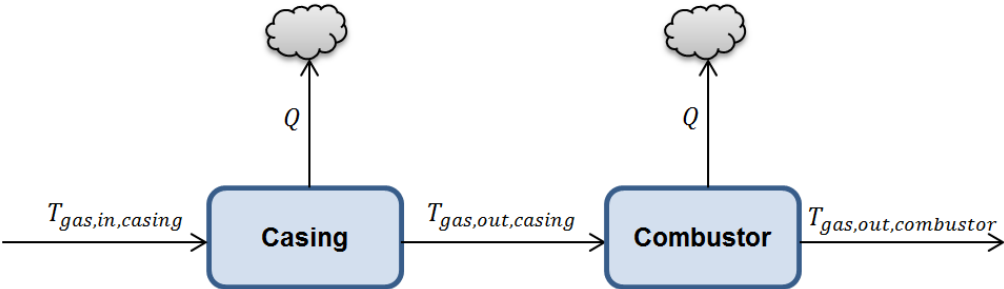 Q
Q
T_{gas,in,casing}
T_{gas,out,casing}
T_{gas,out,combustor}
Casing
Combustor